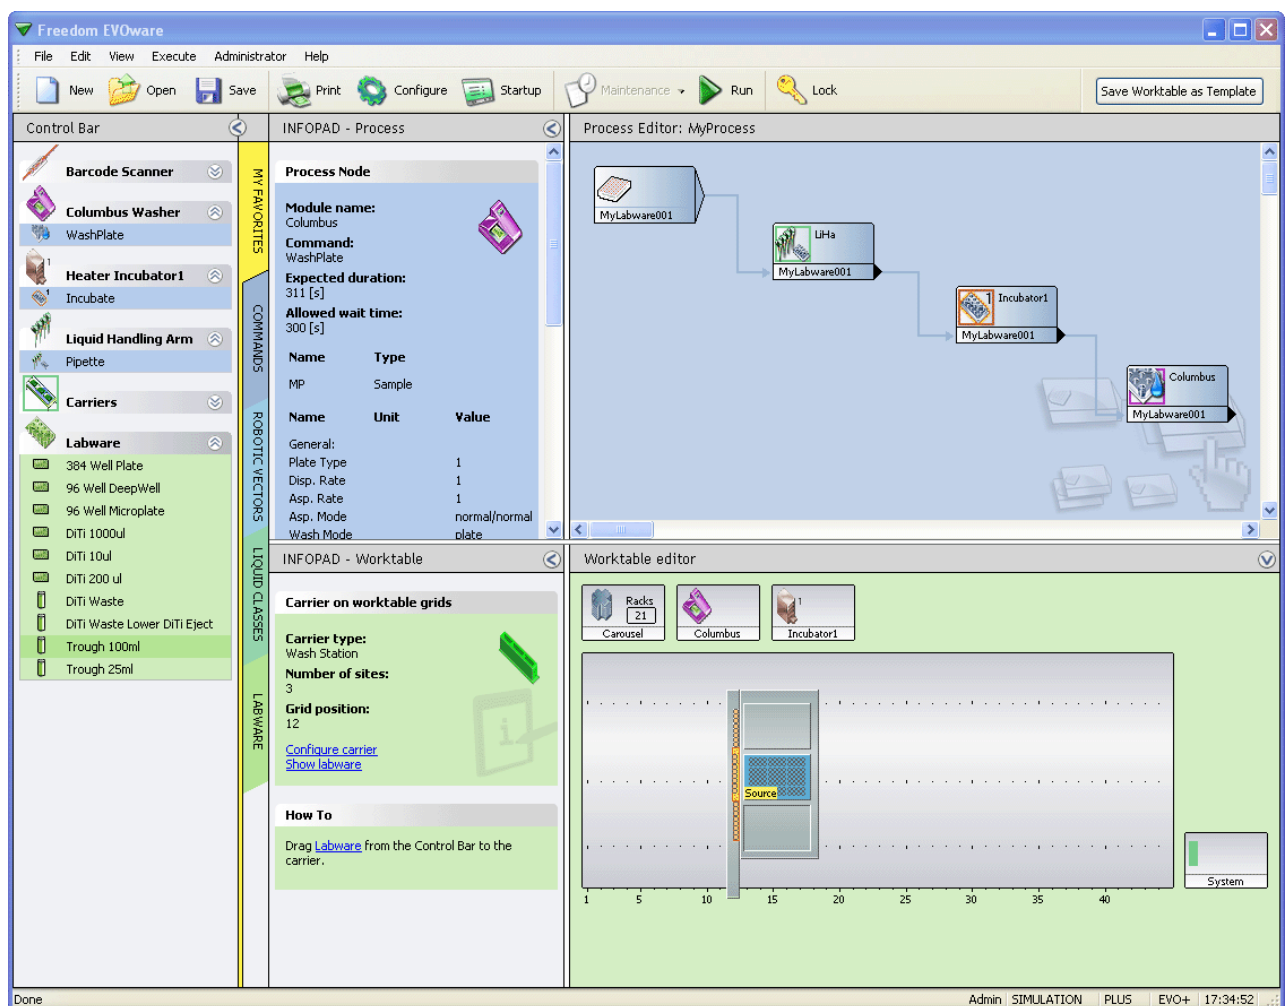 Freedom EVOware
File Edit View Execute Administrator Help
New Open Save Print Configure Startup Maintenance Run Lock Save Worktable as Template
Control Bar
Barcode Scanner
Columbus Washer
WashPlate
Heater Incubator1
1
Incubate
1
Liquid Handling Arm
Pipette
Carriers
Labware
384 Well Plate
96 Well DeepWell
96 Well Microplate
DiTi 1000ul
DiTi 10ul
DiTi 200 ul
DiTi Waste
DiTi Waste Lower DiTi Eject
Trough 100ml
Trough 25ml
MY FAVORITES
COMMANDS
ROBOTIC VECTORS
LIQUID CLASSES
LABWARE
INFOPAD - Process
Process Node
Module name:
Columbus
Command:
WashPlate
Expected duration:
311 [s]
Allowed wait time:
300 [s]
Name Type
MP Sample
Name Unit Value
General:
Plate Type 1
Disp. Rate 1
Asp. Rate 1
Asp. Mode normal/normal
Wash Mode plate
Process Editor: MyProcess
MyLabware001
LiHa
MyLabware001
1 Incubator1
MyLabware001
Columbus
MyLabware001
INFOPAD - Worktable
Carrier on worktable grids
Carrier type:
Wash Station
Number of sites:
3
Grid position:
12
Configure carrier
Show labware
How To
Drag Labware from the Control Bar to the
carrier.
Worktable editor
Racks
21
Carousel
Columbus
1
Incubator1
Source
System
1 5 10 15 20 25 30 35 40
Done
Admin SIMULATION PLUS EVO+ 17:34:52